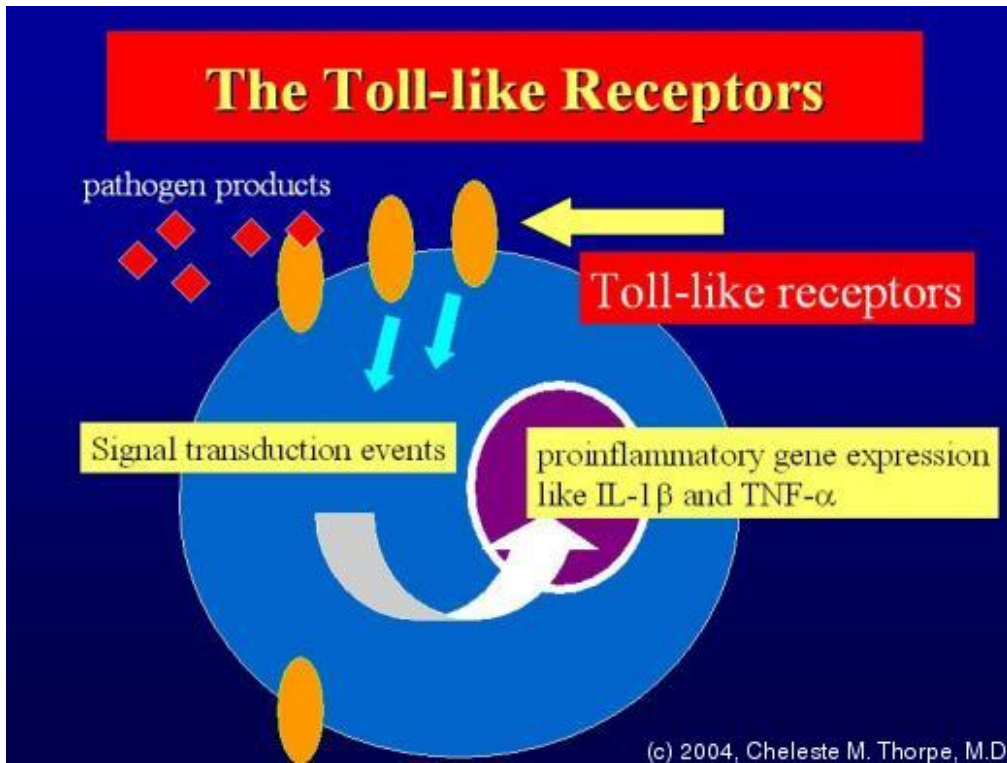 The Toll-like Receptors
pathogen products
Toll-like receptors
Signal transduction events
proinflammatory gene expression
like IL-1β and TNF-α
(c) 2004, Cheleste M. Thorpe, M.D